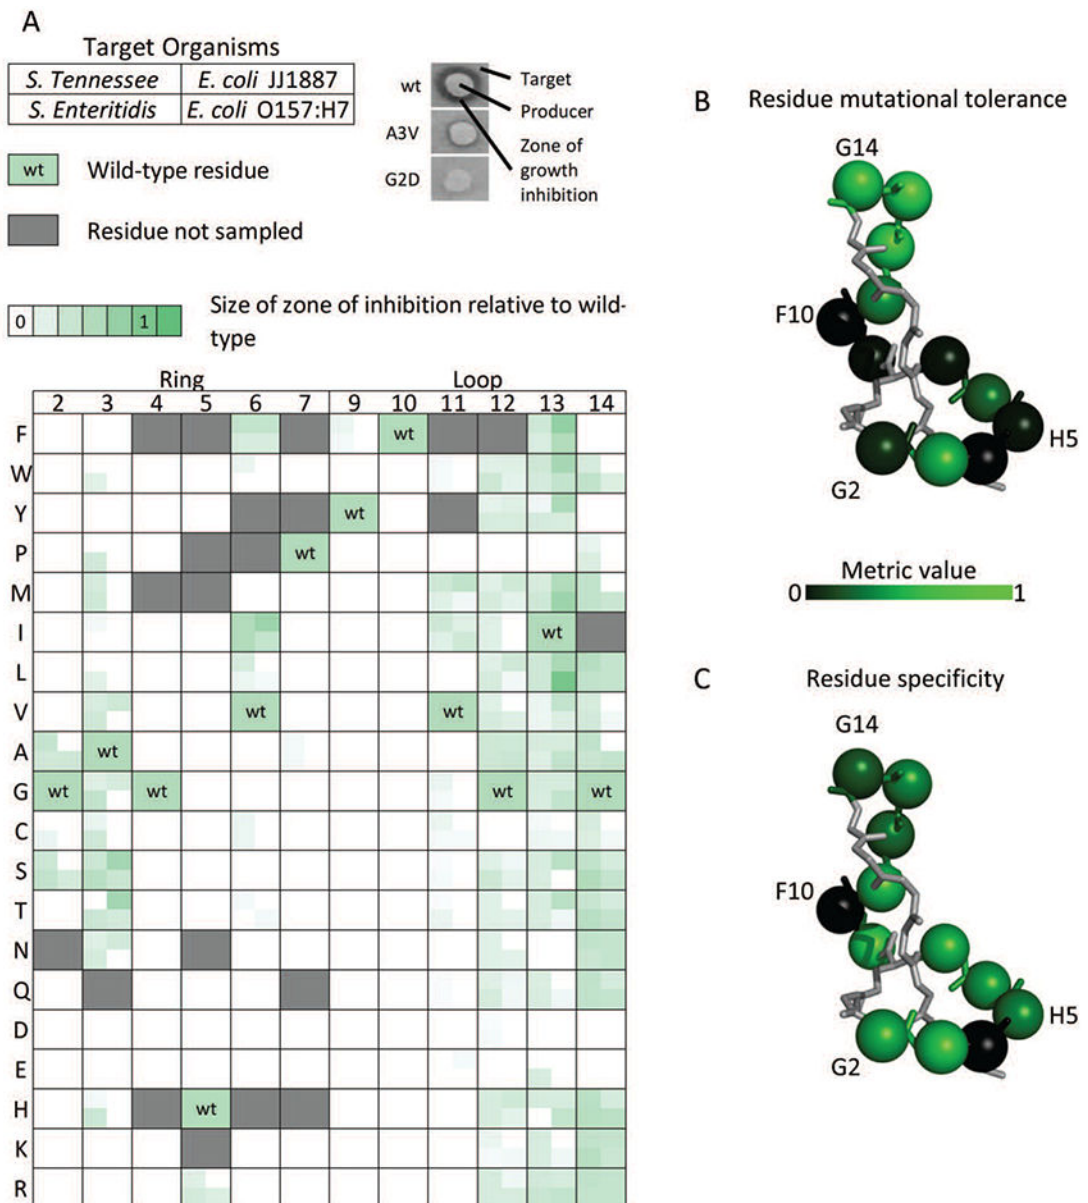 A
Target Organisms
S. Tennessee E. coli JJ1887
S. Enteritidis E. coli O157:H7
wt Wild-type residue
Residue not sampled
wt
A3V
G2D
Target
Producer
Zone of
growth
inhibition
0 1 Size of zone of inhibition relative to wild-
type
Ring Loop
2 3 4 5 6 7 9 10 11 12 13 14
F wt
W
Y wt
P wt
M
I wt
L
V wt wt
A wt
G wt wt wt wt
C
S
T
N
Q
D
E
H wt
K
R
B Residue mutational tolerance
G14
F10
H5
G2
Metric value
0 1
C Residue specificity
G14
F10
H5
G2